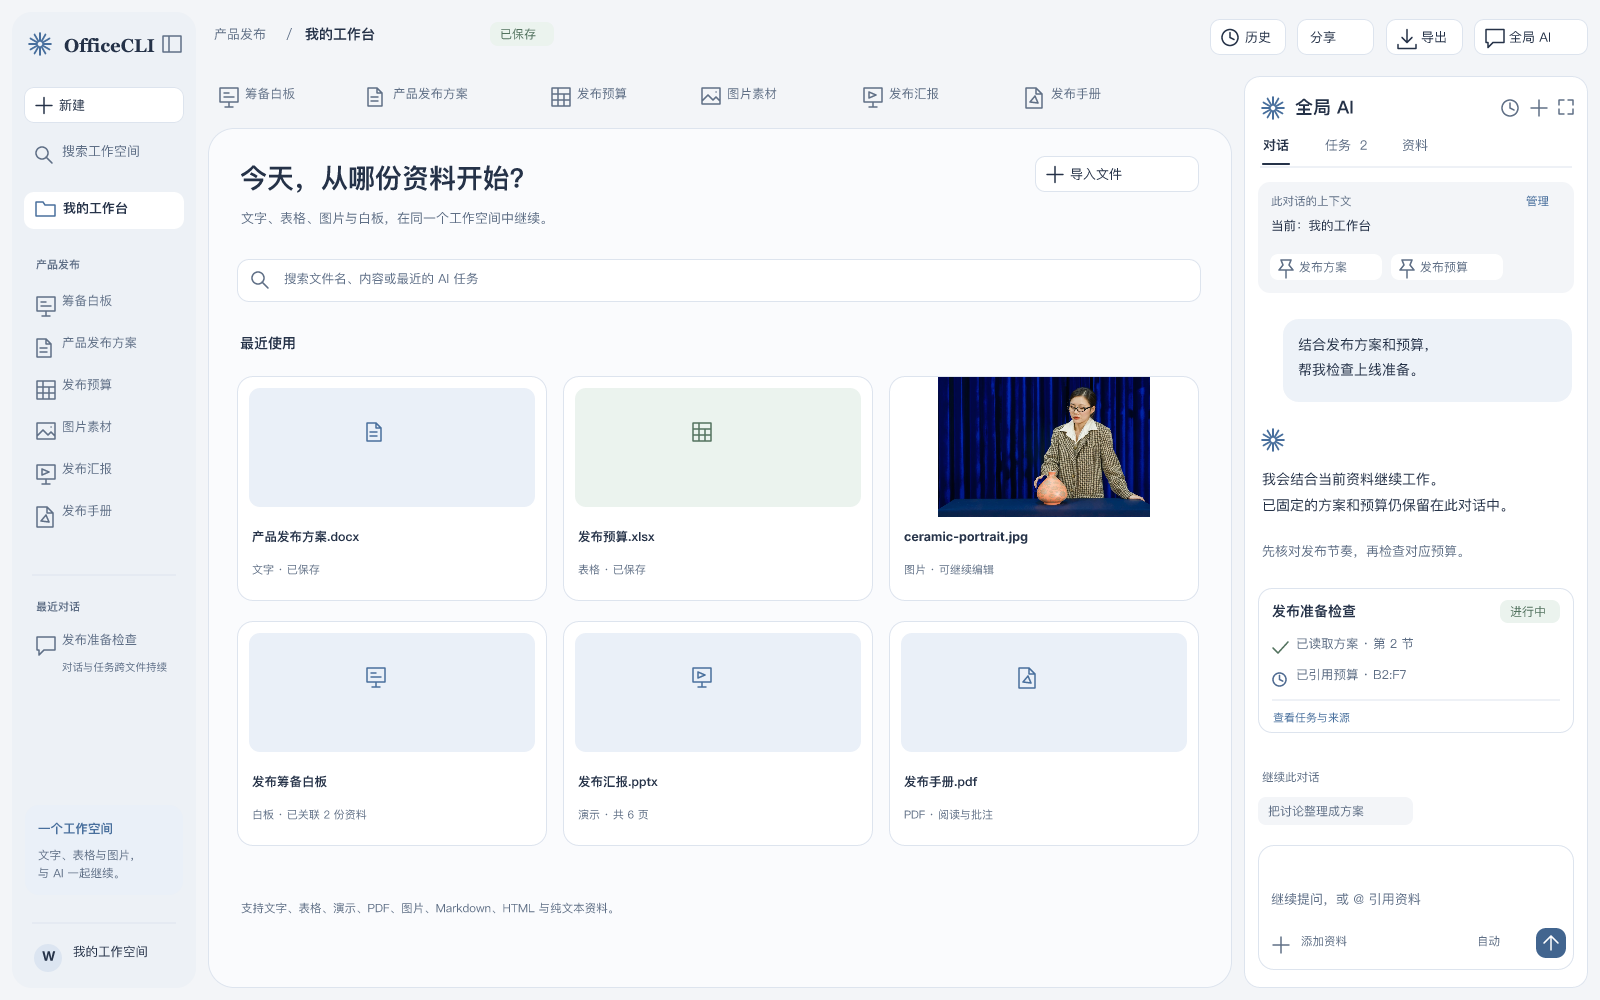 OfficeCLI
新建
搜索工作空间
我的工作台
产品发布
筹备白板
产品发布方案
发布预算
图片素材
发布汇报
发布手册
最近对话
发布准备检查
对话与任务跨文件持续
一个工作空间
文字、表格与图片，
与 AI 一起继续。
W 我的工作空间
产品发布 / 我的工作台 已保存
历史 分享 导出 全局 AI
筹备白板 产品发布方案 发布预算 图片素材 发布汇报 发布手册
今天，从哪份资料开始?
导入文件
文字、表格、图片与白板，在同一个工作空间中继续。
搜索文件名、内容或最近的 AI 任务
最近使用
产品发布方案.docx
文字 · 已保存
发布预算.xlsx
表格 · 已保存
ceramic-portrait.jpg
图片 · 可继续编辑
发布筹备白板
白板 · 已关联 2 份资料
发布汇报.pptx
演示 · 共 6 页
发布手册.pdf
PDF · 阅读与批注
支持文字、表格、演示、PDF、图片、Markdown、HTML 与纯文本资料。
全局 AI
对话 任务 2 资料
此对话的上下文 管理
当前：我的工作台
发布方案 发布预算
结合发布方案和预算，
帮我检查上线准备。
我会结合当前资料继续工作。
已固定的方案和预算仍保留在此对话中。
先核对发布节奏，再检查对应预算。
发布准备检查 进行中
已读取方案 · 第 2 节
已引用预算 · B2:F7
查看任务与来源
继续此对话
把讨论整理成方案
继续提问，或 @ 引用资料
添加资料 自动